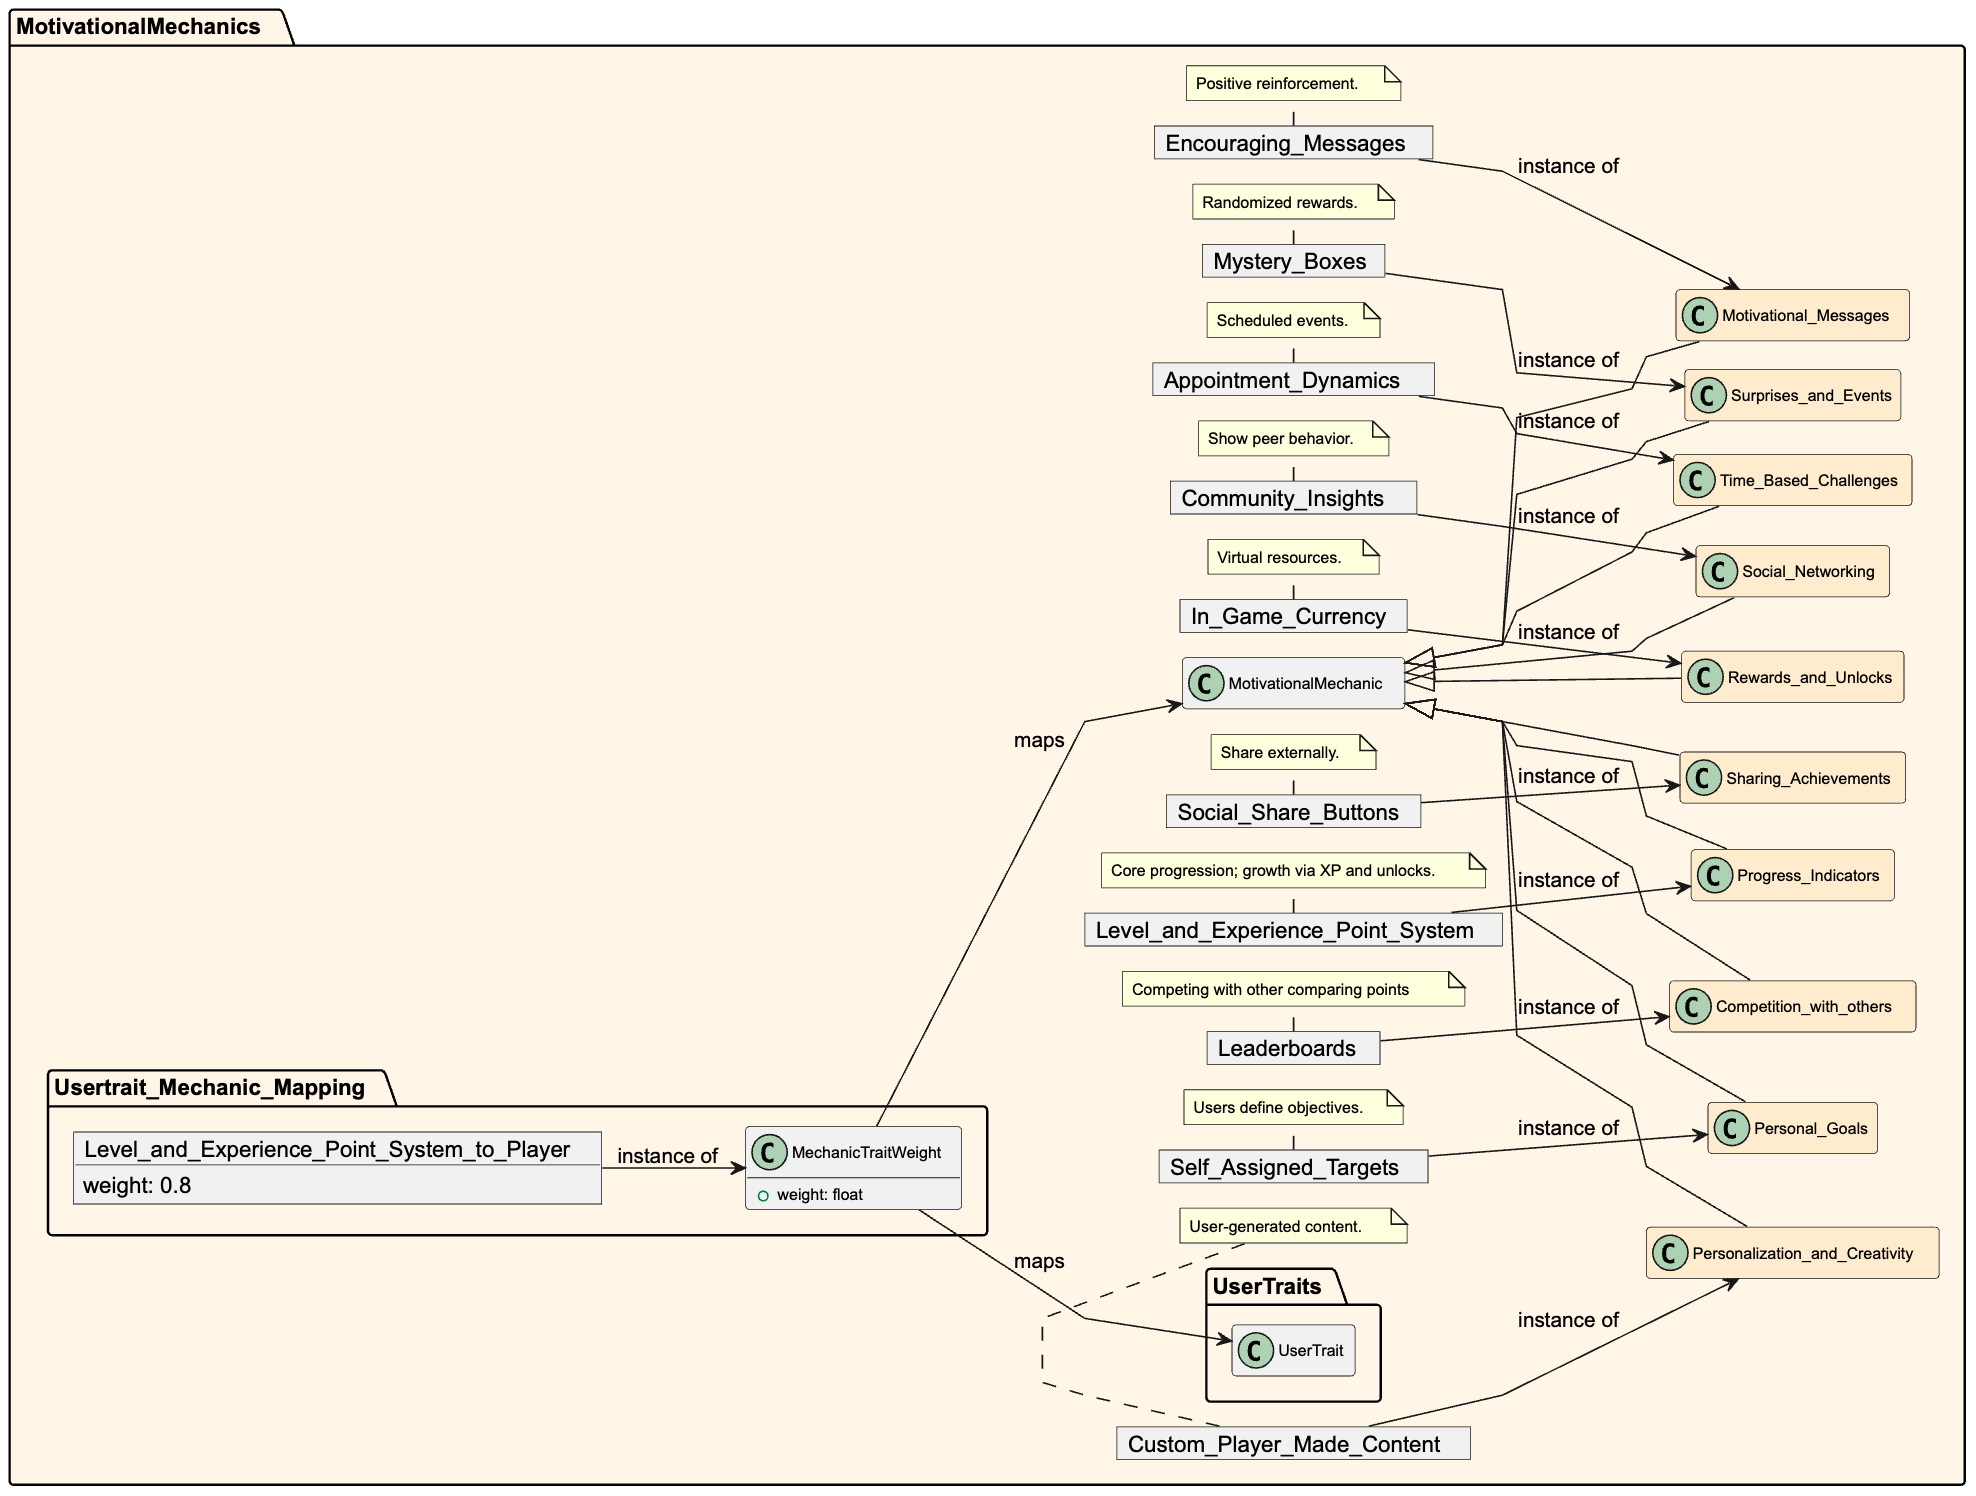 MotivationalMechanics
Positive reinforcement.
Encouraging_Messages
instance of
Randomized rewards.
Mystery_Boxes
C Motivational_Messages
Scheduled events.
instance of
Appointment_Dynamics
C Surprises_and_Events
instance of
Show peer behavior.
C Time_Based_Challenges
Community_Insights
instance of
Virtual resources.
C Social_Networking
In_Game_Currency
instance of
C MotivationalMechanic
C Rewards_and_Unlocks
maps
Share externally.
instance of
C Sharing_Achievements
Social_Share_Buttons
Core progression; growth via XP and unlocks.
instance of
C Progress_Indicators
Level_and_Experience_Point_System
Competing with other comparing points
instance of
C Competition_with_others
Leaderboards
Usertrait_Mechanic_Mapping
Users define objectives.
instance of
C Personal_Goals
Level_and_Experience_Point_System_to_Player
instance of
C MechanicTraitWeight
Self_Assigned_Targets
weight: 0.8
weight: float
User-generated content.
maps
C Personalization_and_Creativity
UserTraits
instance of
C UserTrait
Custom_Player_Made_Content